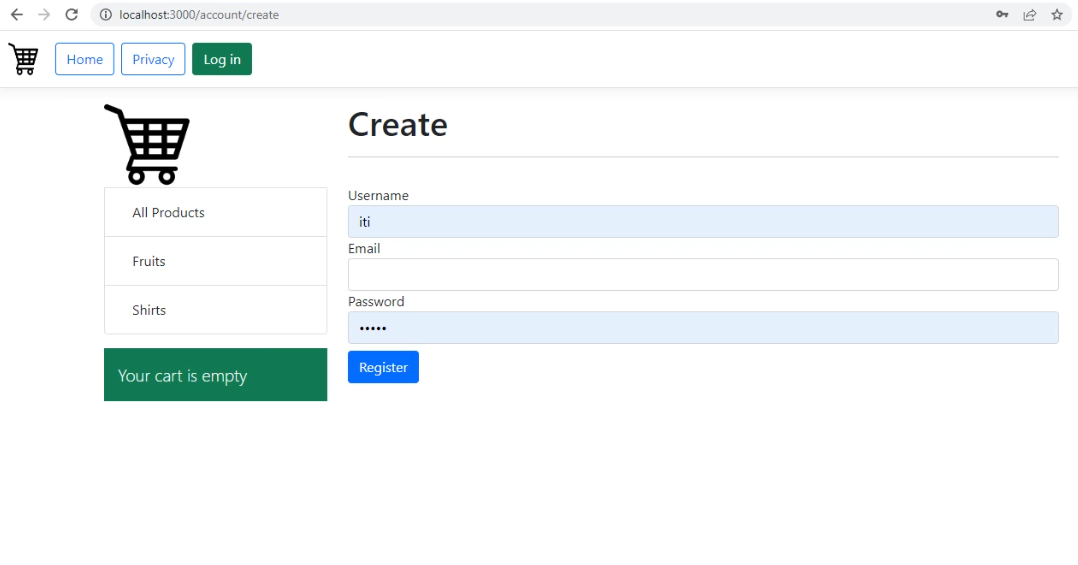 localhost:3000/account/create
Home
Privacy
Log in
All Products
Fruits
Shirts
Your cart is empty
Create
Username
iti
Email
Password
•••••
Register